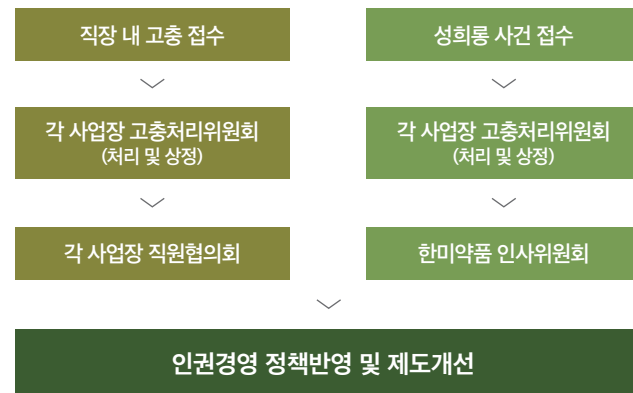 직장 내 고충 접수
성희롱 사건 접수
각 사업장 고충처리위원회
(처리 및 상정)
각 사업장 고충처리위원회
(처리 및 상정)
각 사업장 직원협의회
한미약품 인사위원회
인권경영 정책반영 및 제도개선